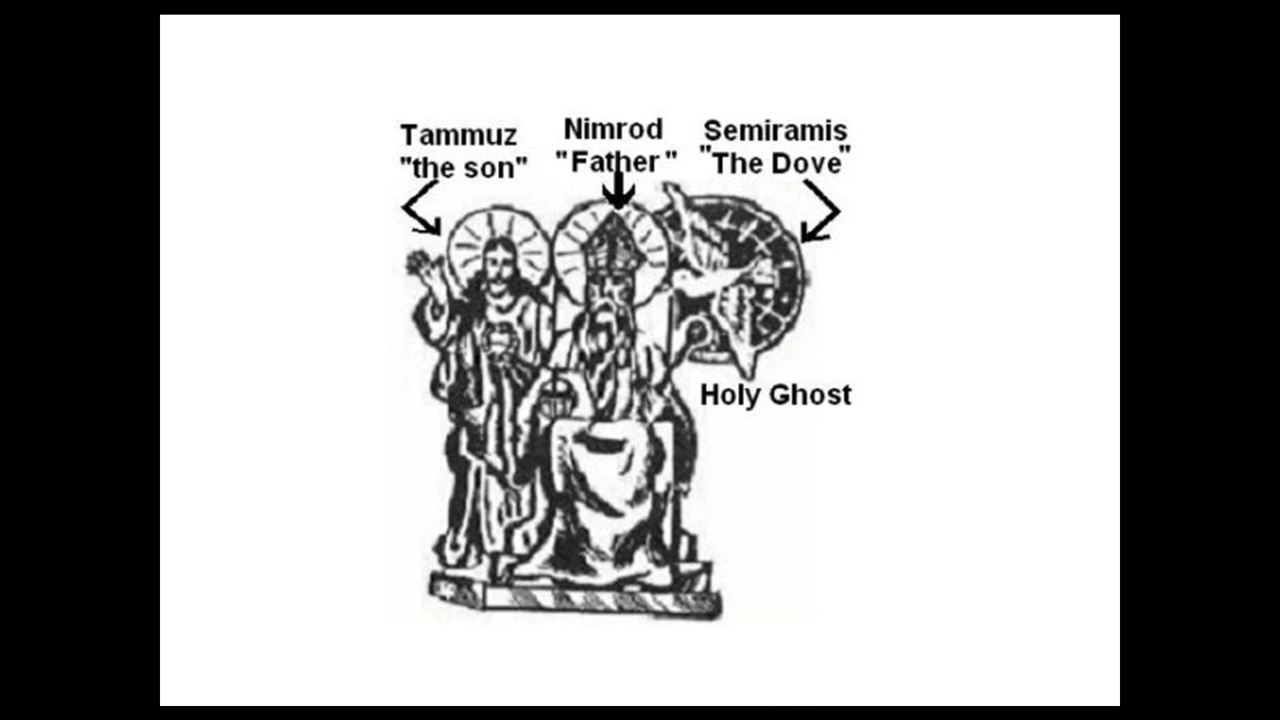 Tammuz
"the son"
Nimrod
"Father"
Semiramis
"The Dove"
Holy Ghost